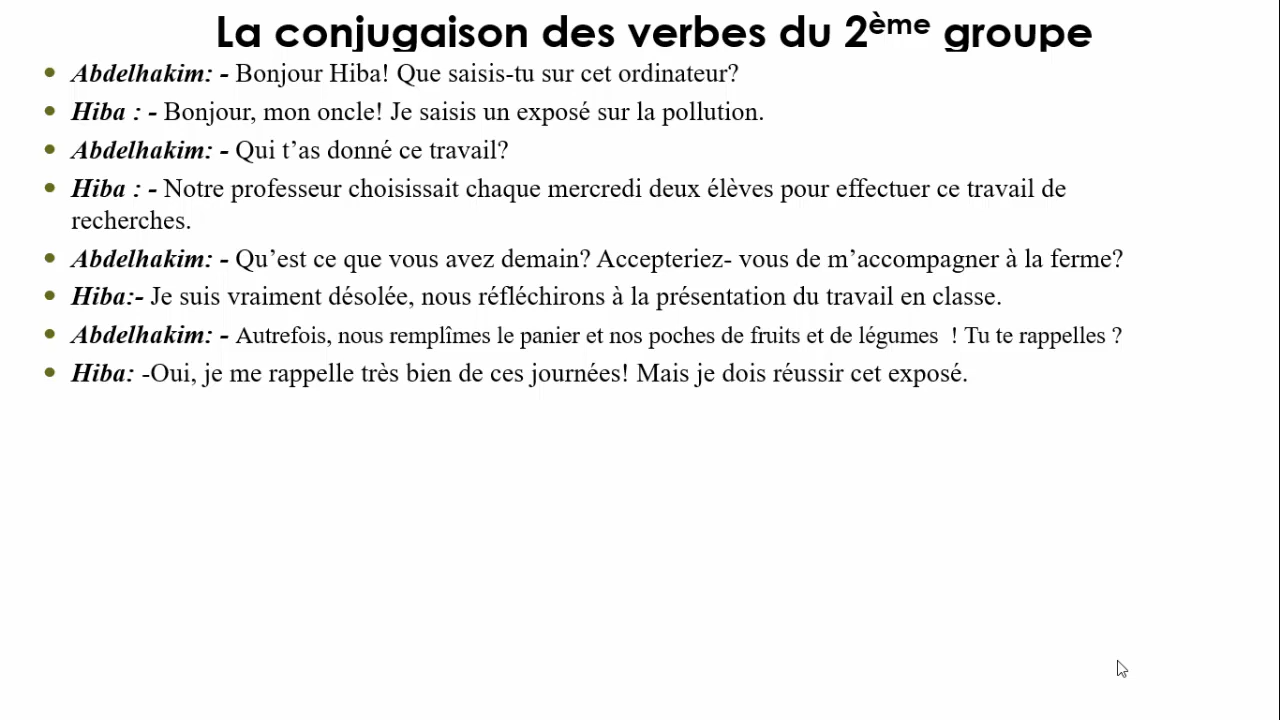 La conjugaison des verbes du 2ème groupe
• Abdelhakim: - Bonjour Hiba! Que saisis-tu sur cet ordinateur?
• Hiba : - Bonjour, mon oncle! Je saisis un exposé sur la pollution.
• Abdelhakim: - Qui t’as donné ce travail?
• Hiba : - Notre professeur choisissait chaque mercredi deux élèves pour effectuer ce travail de
recherches.
• Abdelhakim: - Qu’est ce que vous avez demain? Accepteriez- vous de m’accompagner à la ferme?
• Hiba:- Je suis vraiment désolée, nous réfléchirons à la présentation du travail en classe.
• Abdelhakim: - Autrefois, nous remplîmes le panier et nos poches de fruits et de légumes  ! Tu te rappelles ?
• Hiba: -Oui, je me rappelle très bien de ces journées! Mais je dois réussir cet exposé.